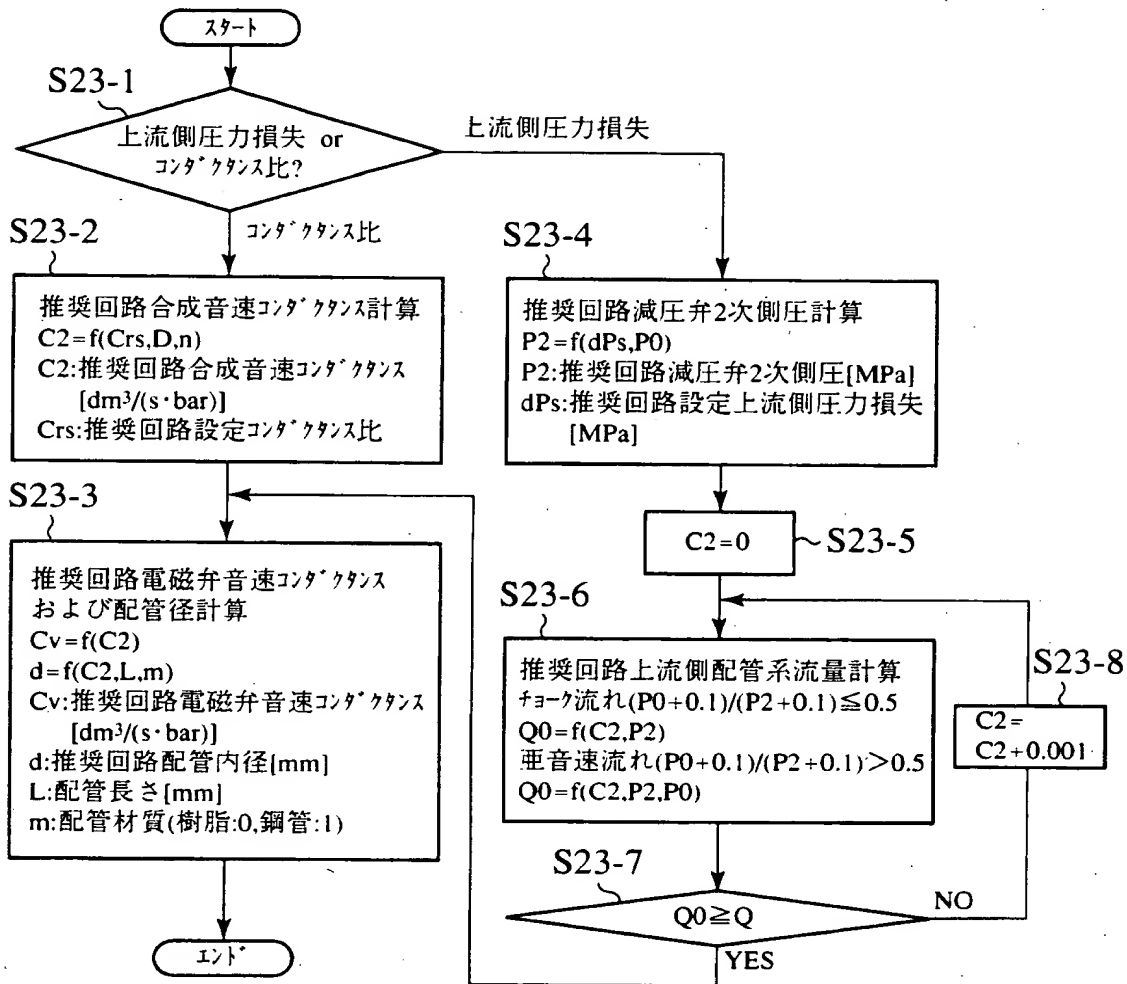 スタート
S23-1
上流側圧力損失 or
コンダクタンス比?
上流側圧力損失
コンダクタンス比
S23-2
推奨回路合成音速コンダクタンス計算
C2=f(Crs,D,n)
C2:推奨回路合成音速コンダクタンス
[dm³/(s·bar)]
Crs:推奨回路設定コンダクタンス比
S23-3
推奨回路電磁弁音速コンダクタンス
および配管径計算
Cv=f(C2)
d=f(C2,L,m)
Cv:推奨回路電磁弁音速コンダクタンス
[dm³/(s·bar)]
d:推奨回路配管内径[mm]
L:配管長さ[mm]
m:配管材質(樹脂:0,鋼管:1)
エンド
S23-4
推奨回路減圧弁2次側圧計算
P2=f(dPs,P0)
P2:推奨回路減圧弁2次側圧[MPa]
dPs:推奨回路設定上流側圧力損失
[MPa]
C2=0
S23-5
S23-6
推奨回路上流側配管系流量計算
チョーク流れ(P0+0.1)/(P2+0.1)≦0.5
Q0=f(C2,P2)
亜音速流れ(P0+0.1)/(P2+0.1)>0.5
Q0=f(C2,P2,P0)
S23-8
C2=
C2+0.001
S23-7
Q0≧Q
NO
YES